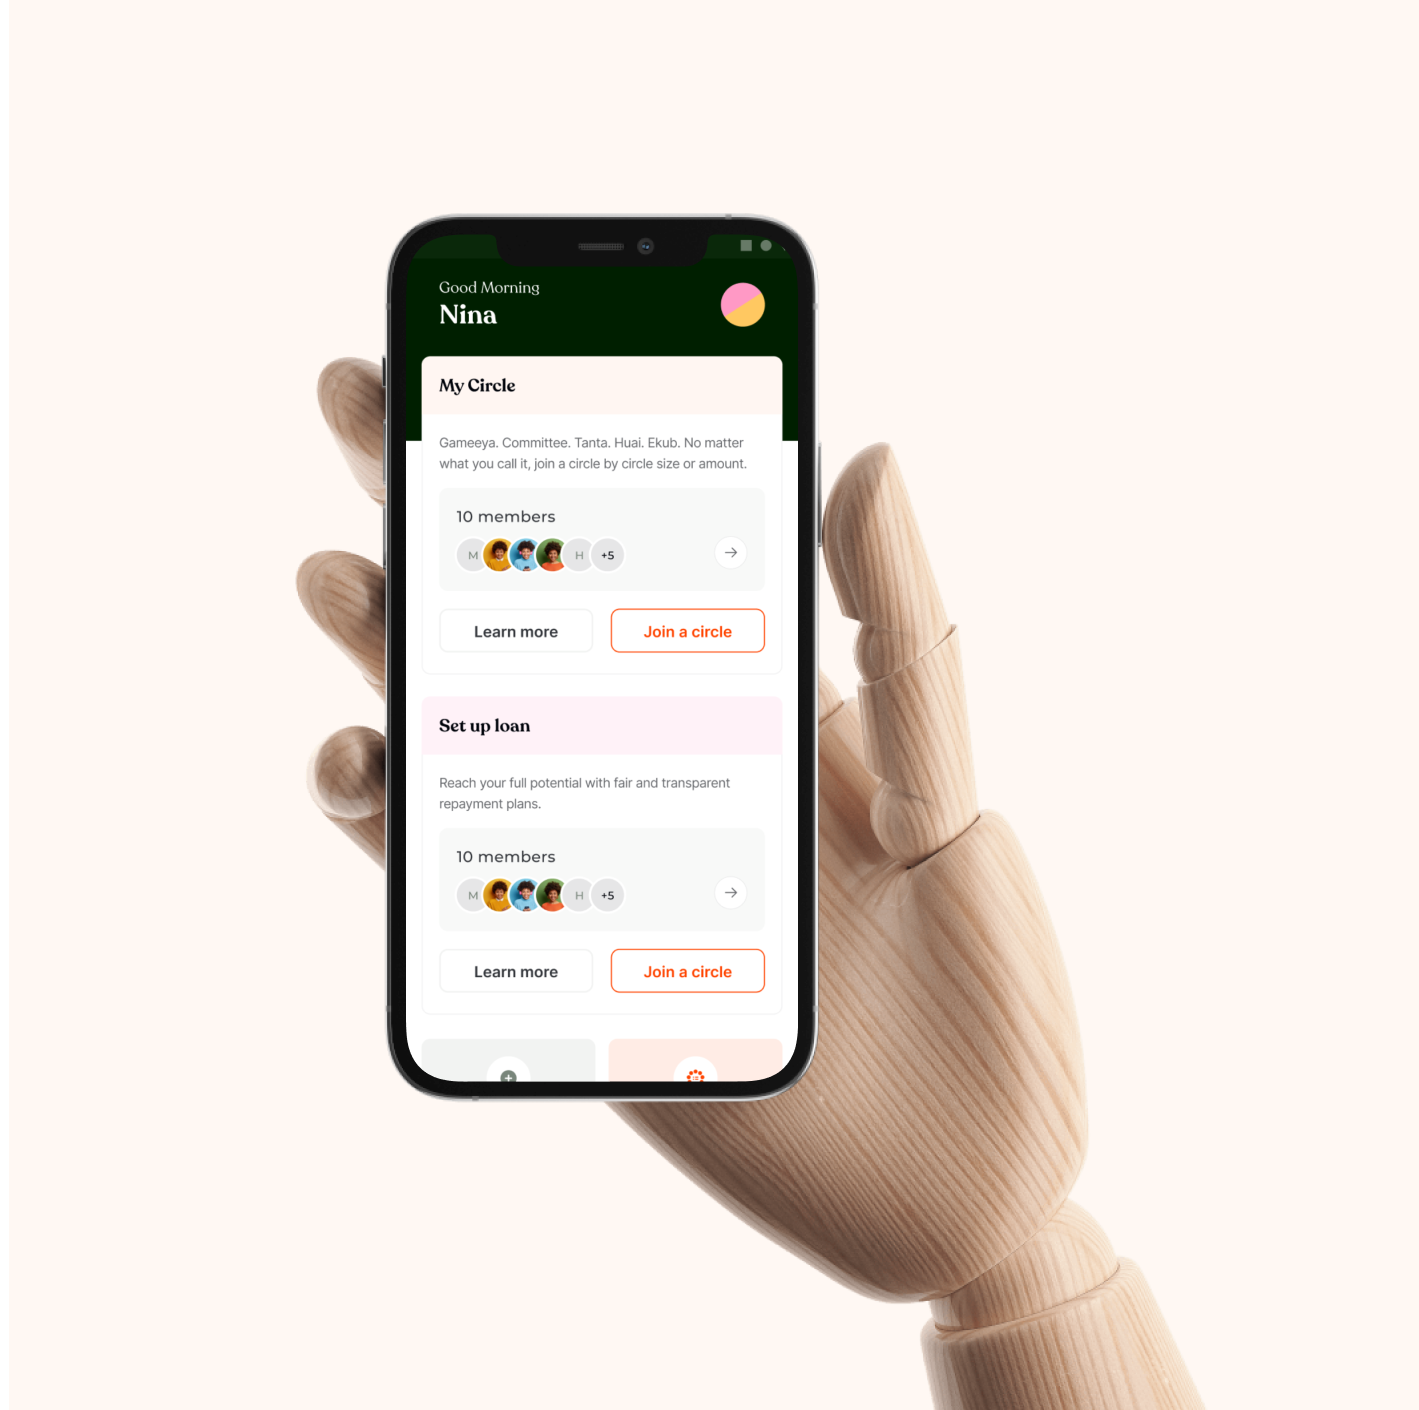 Good Morning
Nina
My Circle
Gameeya. Committee. Tanta. Huai. Ekub. No matter
what you call it, join a circle by circle size or amount.
10 members
M H +5
Learn more Join a circle
Set up loan
Reach your full potential with fair and transparent
repayment plans.
10 members
M H +5
Learn more Join a circle